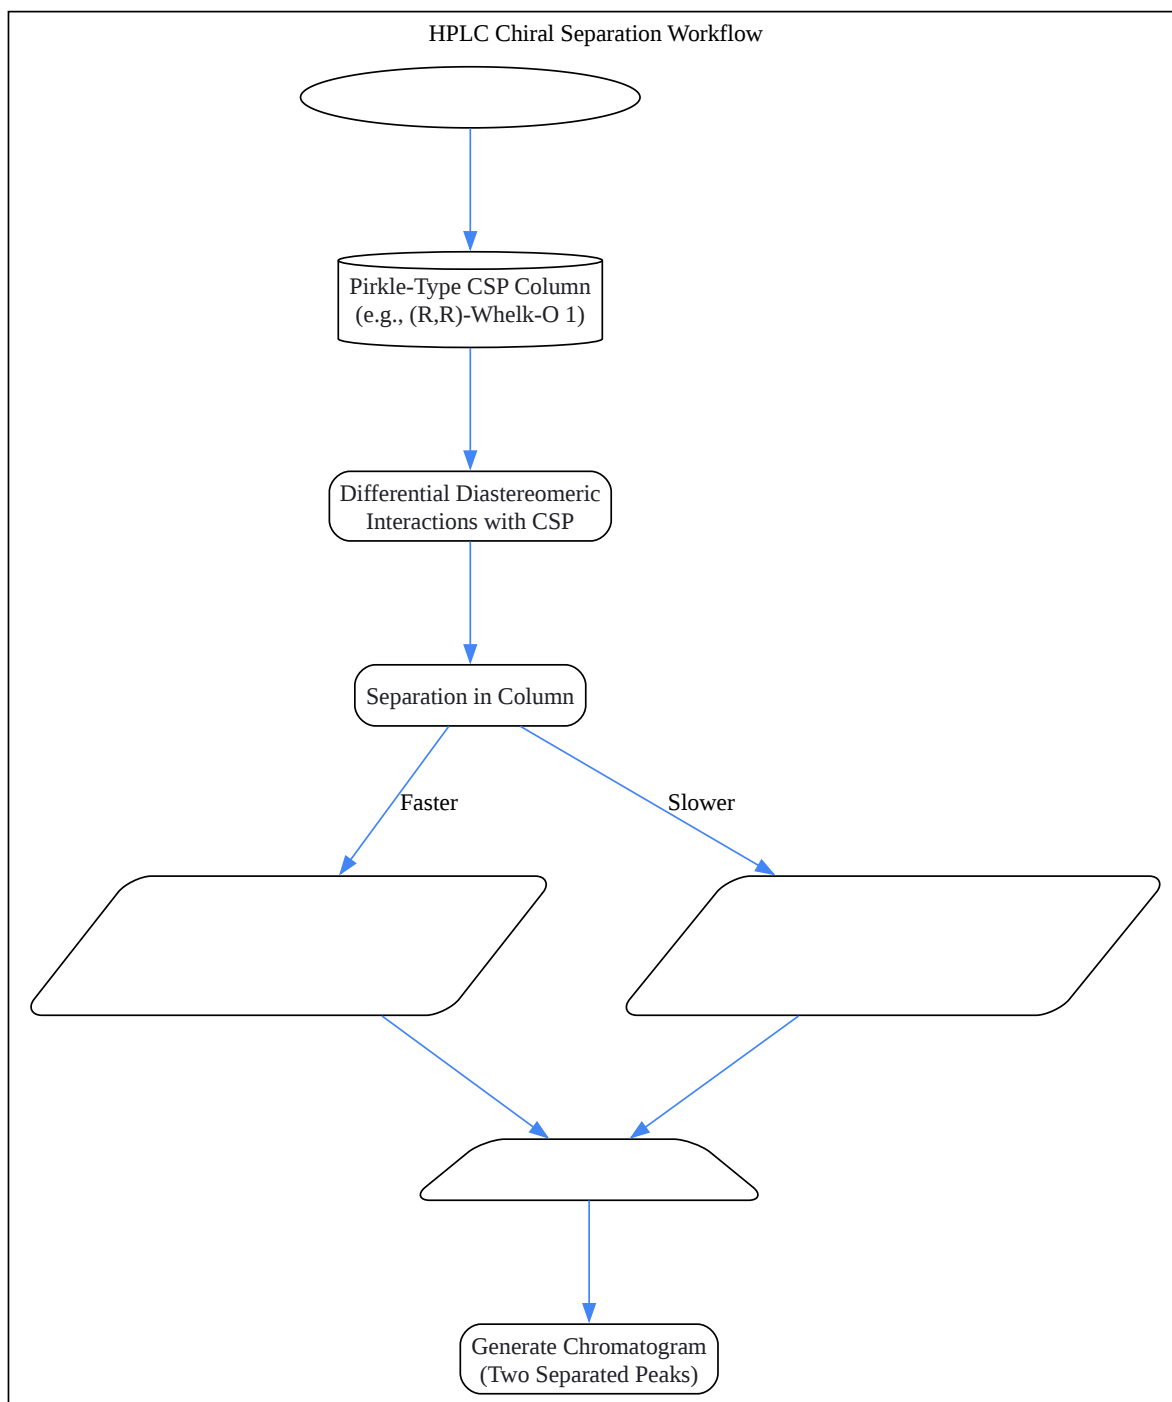 HPLC Chiral Separation Workflow
Pirkle-Type CSP Column
(e.g., (R,R)-Whelk-O 1)
Differential Diastereomeric
Interactions with CSP
Separation in Column
Faster
Slower
Generate Chromatogram
(Two Separated Peaks)